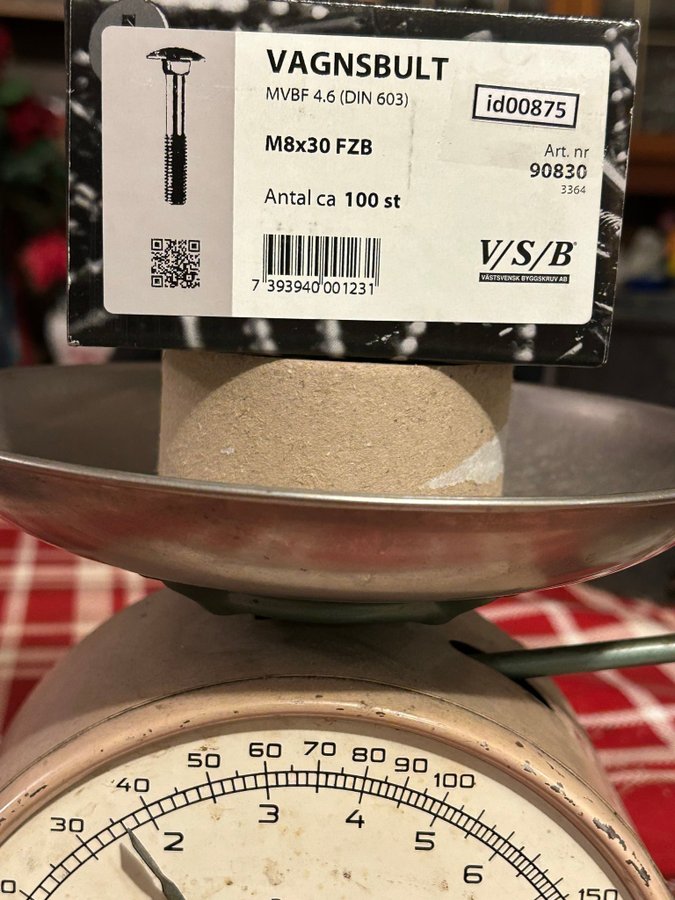 VAGNSBULT
MVBF 4.6 (DIN 603)
id00875
M8x30 FZB
Art. nr
90830
3364
Antal ca 100 st
7 393940 001231
V/S/B®
VÄSTSVENSK BYGGSKRUV AB
30 40 50 60 70 80 90 100 150
2 3 4 5 6